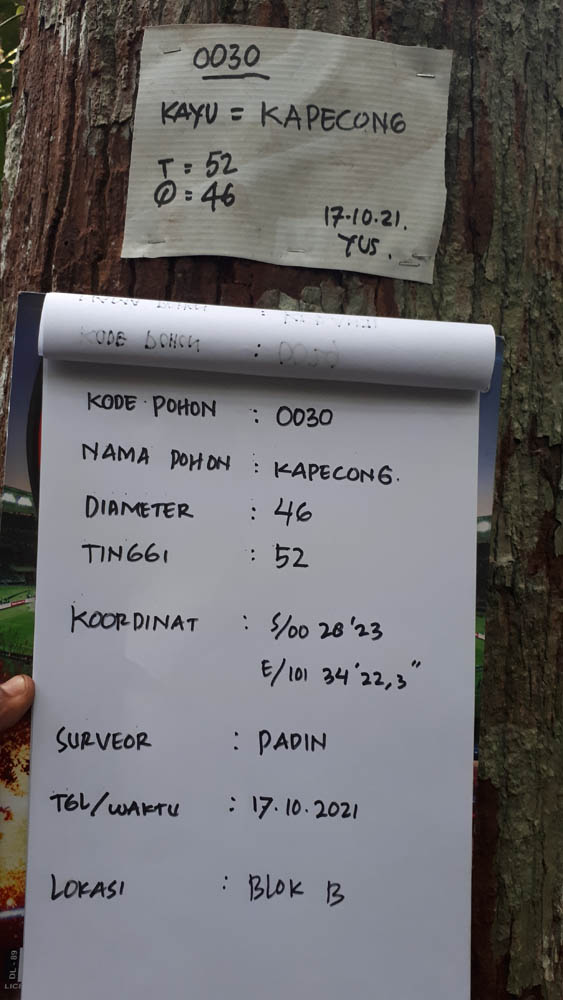 0030
KAYU = KAPECONG
T = 52
Ø = 46
17.10.21.
YUS.
KODE POHON : 0030
KODE POHON : 0030
NAMA POHON : KAPECONG.
DIAMETER : 46
TINGGI : 52
KOORDINAT : S/00 28'23
E/101 34'22,3"
SURVEOR : PADIN
TGL/WAKTU : 17.10.2021
LOKASI : BLOK B
DL - 89